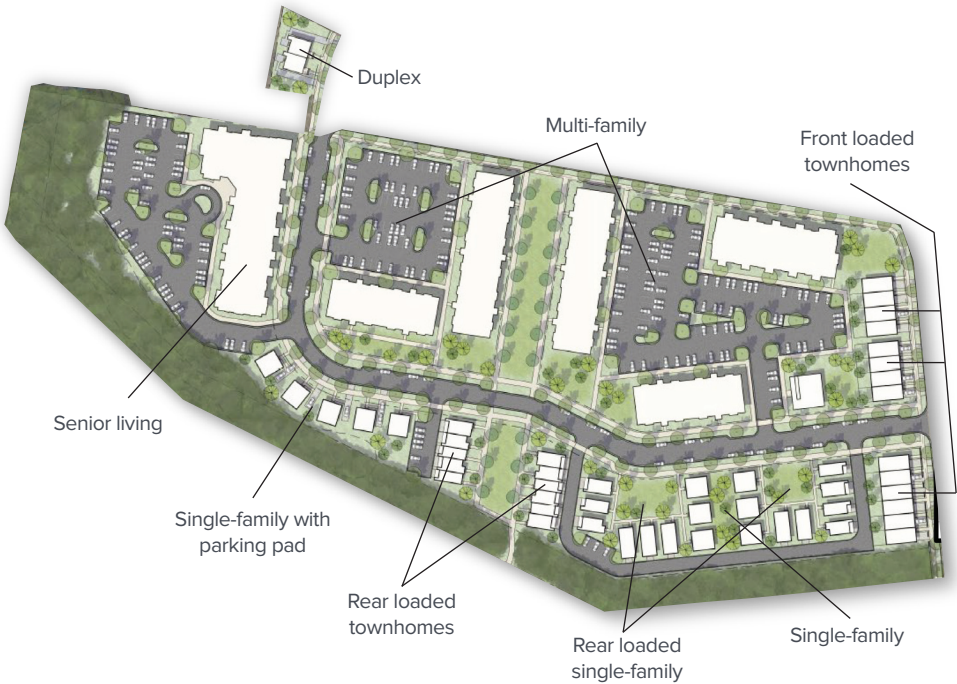 Duplex
Multi-family
Front loaded
townhomes
Senior living
Single-family with
parking pad
Rear loaded
townhomes
Rear loaded
single-family
Single-family